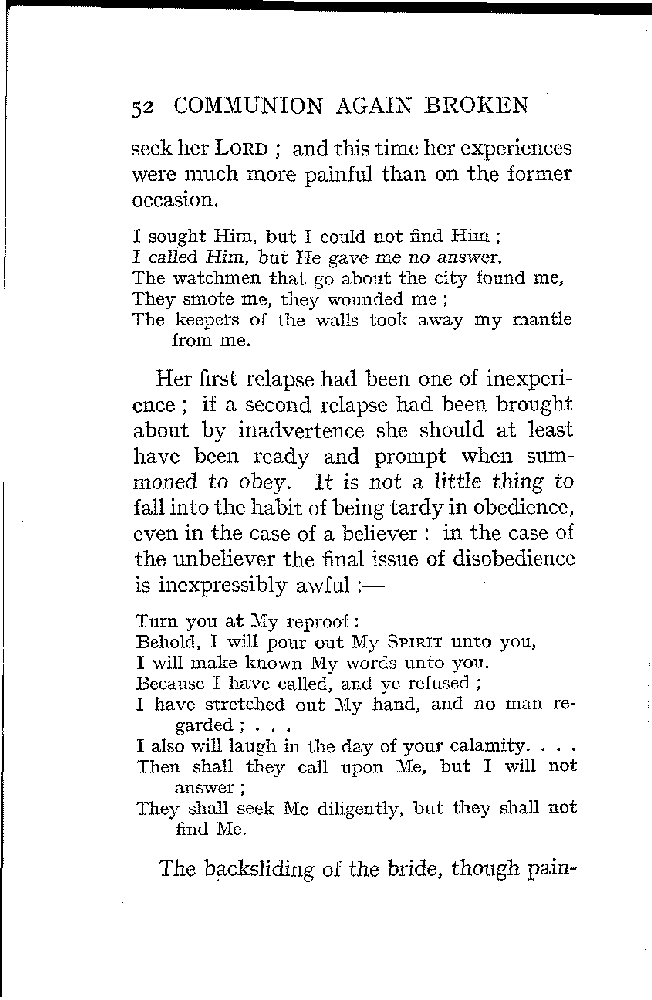 52 COMMUNION AGAIN BROKEN
seek her LORD ; and this time her experiences
were much more painful than on the former
occasion.
I sought Him, but I could not find Him ;
I called Him, but He gave me no answer.
The watchmen that go about the city found me,
They smote me, they wounded me ;
The keepers of the walls took away my mantle
from me.
Her first relapse had been one of inexperi-
ence ; if a second relapse had been brought
about by inadvertence she should at least
have been ready and prompt when sum-
moned to obey. It is not a little thing to
fall into the habit of being tardy in obedience,
even in the case of a believer : in the case of
the unbeliever the final issue of disobedience
is inexpressibly awful :—
Turn you at My reproof :
Behold, I will pour out My SPIRIT unto you,
I will make known My words unto you.
Because I have called, and ye refused ;
I have stretched out My hand, and no man re-
garded ; . . .
I also will laugh in the day of your calamity. . . .
Then shall they call upon Me, but I will not
answer ;
They shall seek Me diligently, but they shall not
find Me.
The backsliding of the bride, though pain-